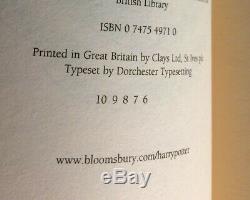 British Library
ISBN 0 7475 4971 0
Printed in Great Britain by Clays Ltd, St Ives plc
Typeset by Dorchester Typesetting
10 9 8 7 6
www.bloomsbury.com/harrypotter